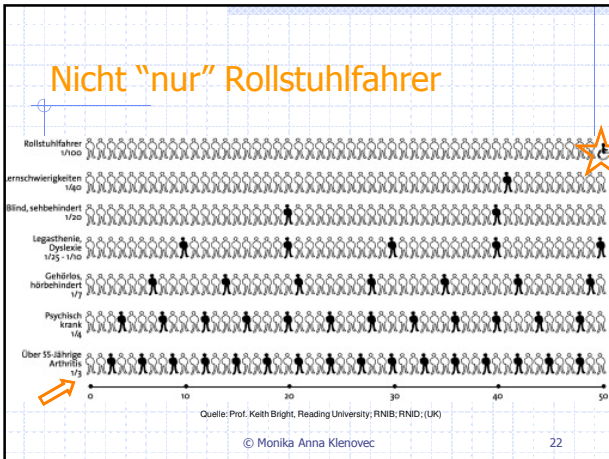 Nicht “nur” Rollstuhlfahrer
Rollstuhlfahrer
1/100
Lernschwierigkeiten
1/40
Blind, sehbehindert
1/20
Legasthenie,
Dyslexie
1/25 - 1/10
Gehörlos,
hörbehindert
1/7
Psychisch
krank
1/4
Über 55-Jährige
Arthritis
1/3
0 10 20 30 40 50
Quelle: Prof. Keith Bright, Reading University; RNIB; RNID; (UK)
© Monika Anna Klenovec 22